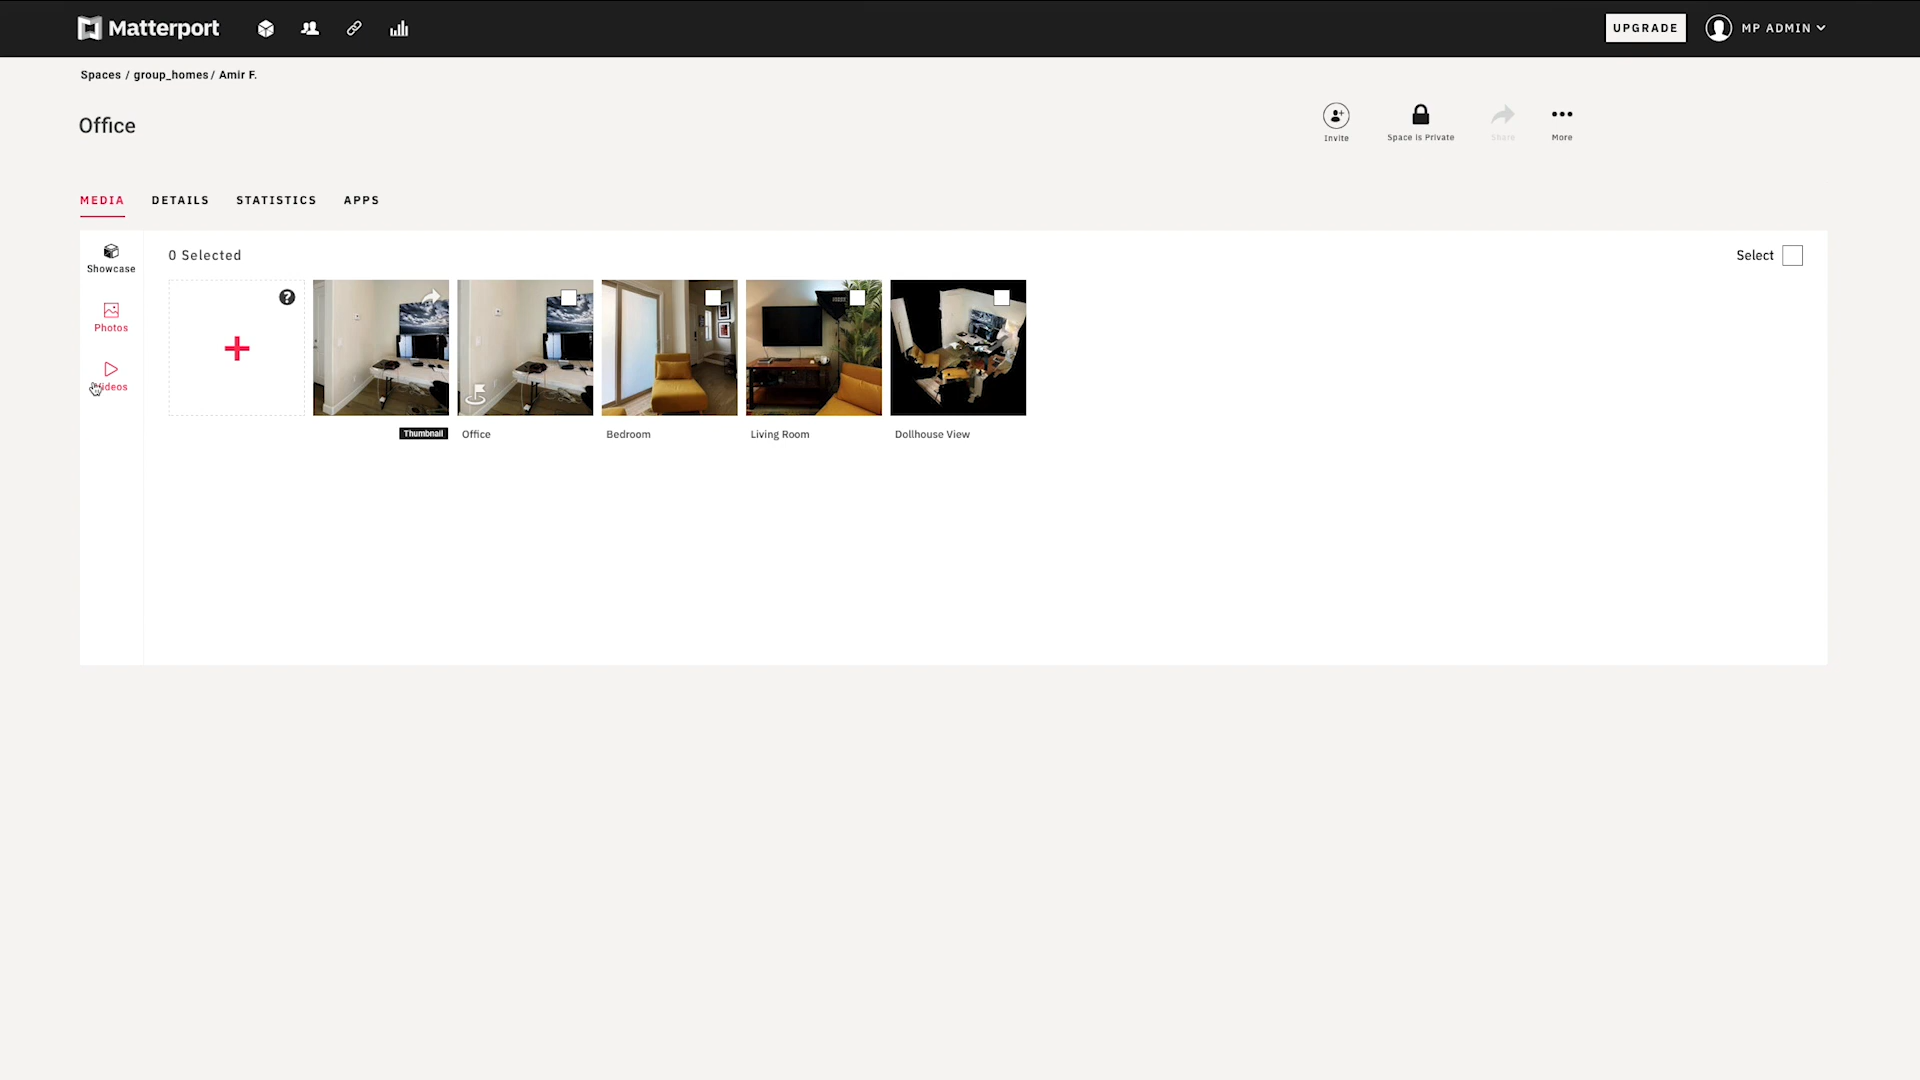 Matterport
UPGRADE
MP ADMIN
Spaces / group_homes / Amir F.
Office
Invite
Space is Private
Share
More
MEDIA
DETAILS
STATISTICS
APPS
Showcase
Photos
Videos
0 Selected
Select
?
Thumbnail
Office
Bedroom
Living Room
Dollhouse View